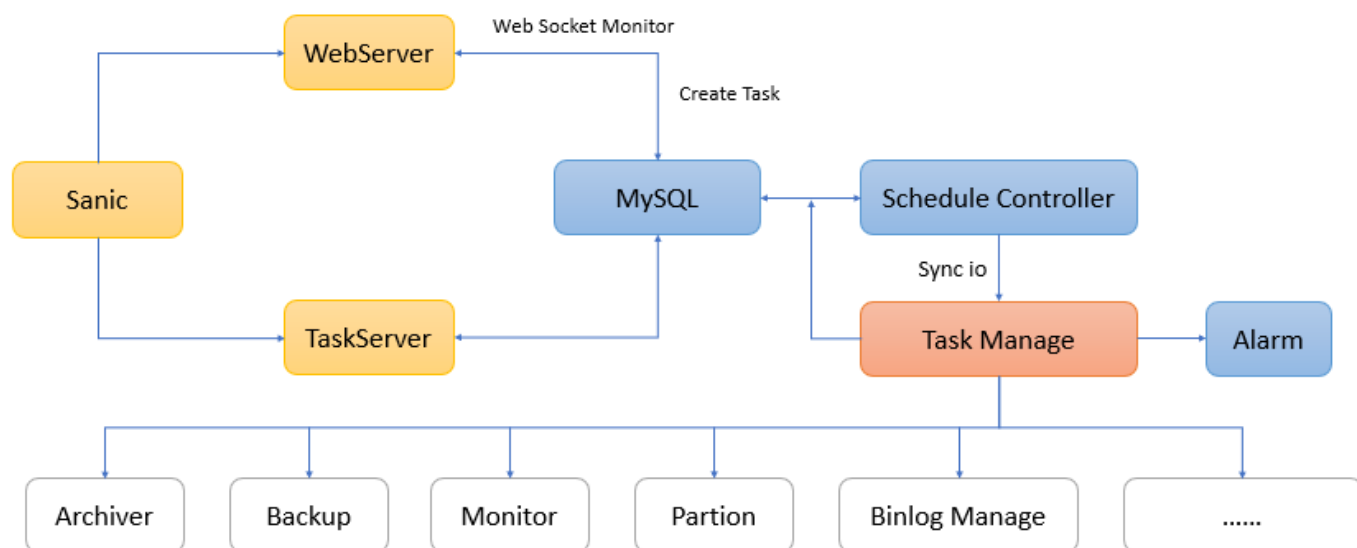 Web Socket Monitor
WebServer
Create Task
Sanic
MySQL
Schedule Controller
Sync io
TaskServer
Task Manage
Alarm
Archiver
Backup
Monitor
Partion
Binlog Manage
......